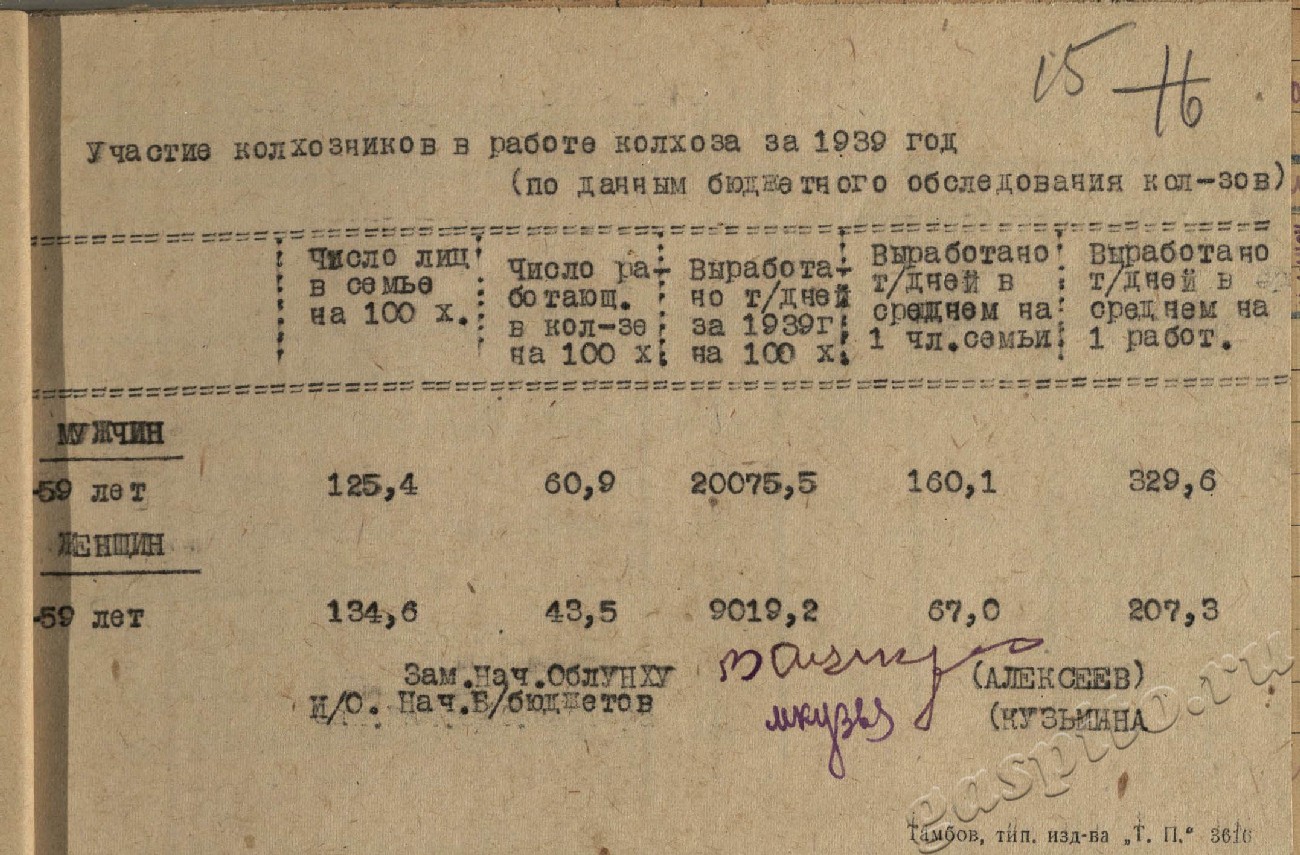 15 16
Участие колхозников в работе колхоза за 1939 год
(по данным бюджетного обследования кол-зов)
Число лиц в семье на 100 х. Число ра-ботающ. в кол-зе на 100 х. Выработа-но т/дней за 1939г. на 100 х. Выработано т/дней в среднем на 1 чл.семьи Выработано т/дней в среднем на 1 работ.
МУЖЧИН
-59 лет 125,4 60,9 20075,5 160,1 329,6
ЖЕНЩИН
-59 лет 134,6 43,5 9019,2 67,0 207,3
Зам.Нач.ОблУНХУ (АЛЕКСЕЕВ)
И/О. Нач.Б/бюджетов (КУЗЬМИНА
Тамбов, тип. изд-ва „Т. П.“ 3616